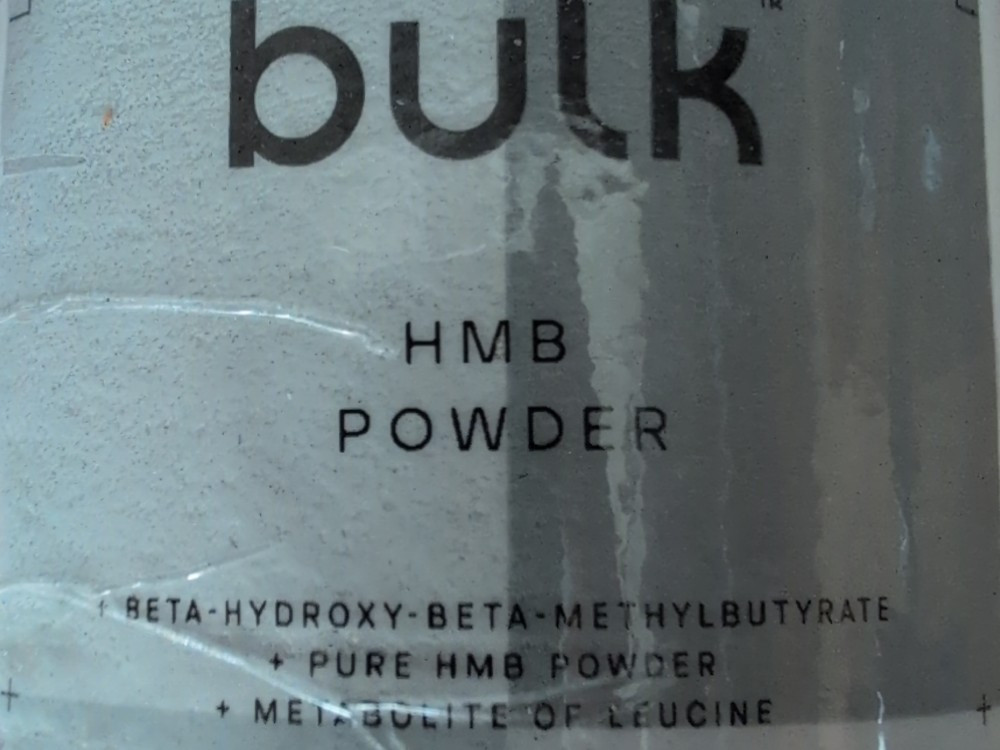 bulk
HMB
POWDER
+ BETA-HYDROXY-BETA-METHYLBUTYRATE
+ PURE HMB POWDER
+ METABOLITE OF LEUCINE